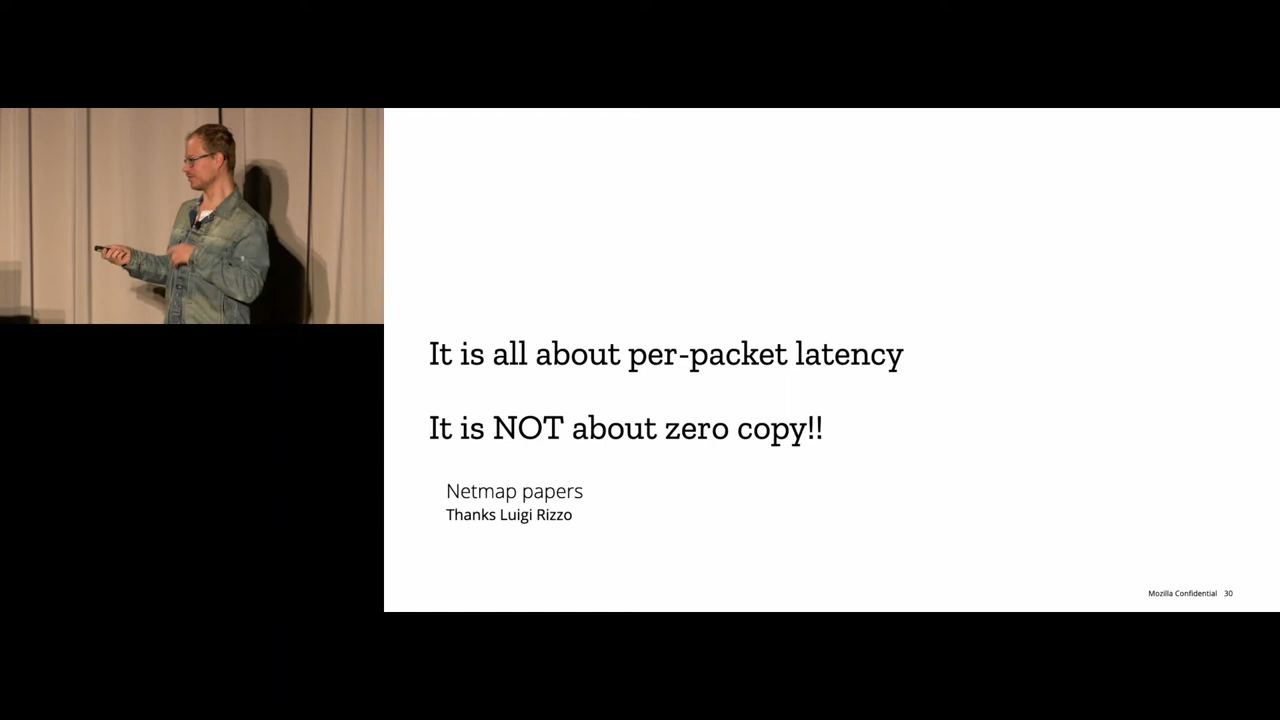 It is all about per-packet latency
It is NOT about zero copy!!
Netmap papers
Thanks Luigi Rizzo
Mozilla Confidential 30